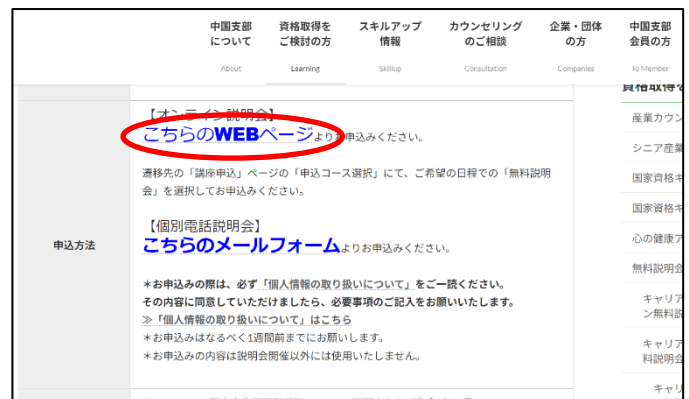 中国支部
について
About
資格取得を
ご検討の方
Learning
スキルアップ
情報
Skillup
カウンセリング
のご相談
Consultation
企業・団体
の方
Companies
中国支部
会員の方
To Member
【オンライン説明会】
こちらのWEBページよりお申込みください。
遷移先の「講座申込」ページの「申込コース選択」にて、ご希望の日程での「無料説明
会」を選択してお申込みください。
申込方法
【個別電話説明会】
こちらのメールフォームよりお申込みください。
*お申込みの際は、必ず「個人情報の取り扱いについて」をご一読ください。
その内容に同意していただけましたら、必要事項のご記入をお願いいたします。
≫「個人情報の取り扱いについて」はこちら
*お申込みはなるべく1週間前までにお願いします。
*お申込みの内容は説明会開催以外には使用いたしません。
資格取得を
産業カウン
シニア産業
国家資格キ
国家資格キ
心の健康ア
無料説明会
キャリア
ン無料説
キャリア
料説明会
キャリ